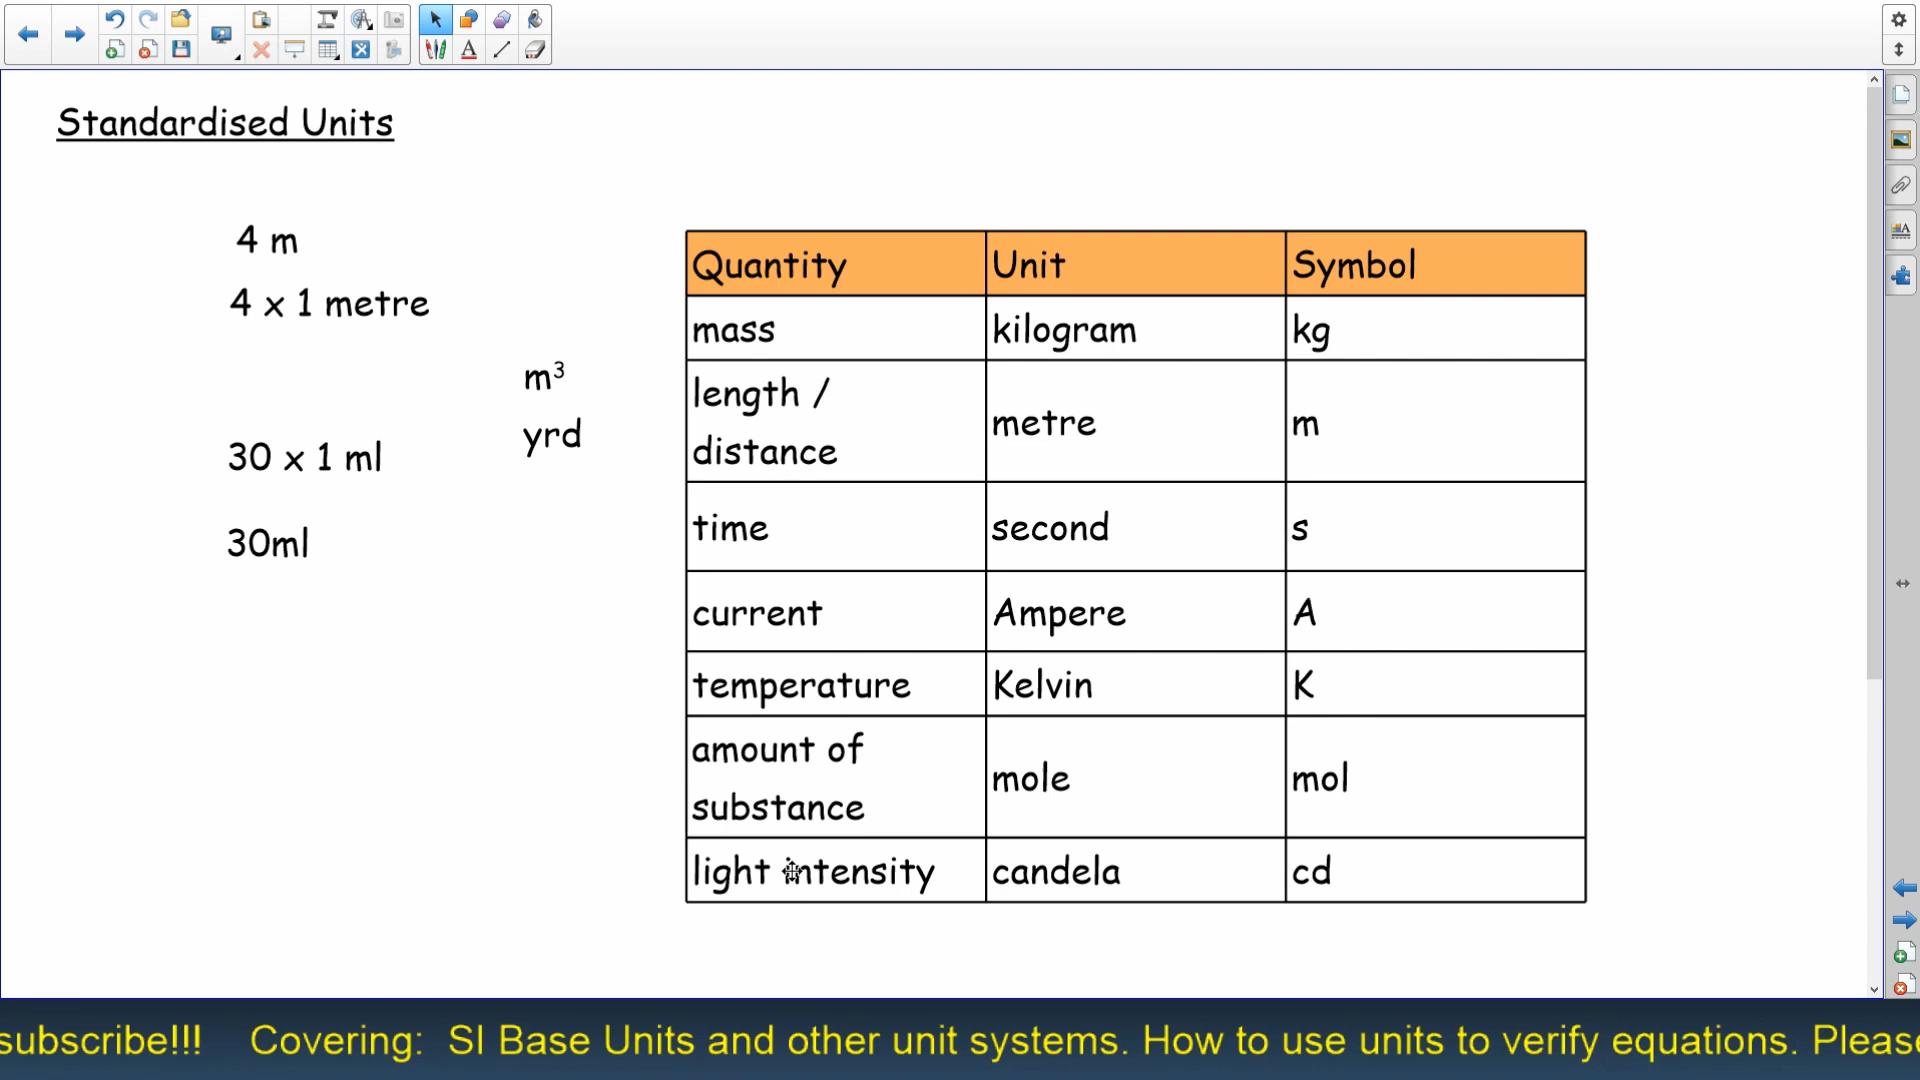 Standardised Units
4 m
4 x 1 metre
m³
yrd
30 x 1 ml
30ml
Quantity Unit Symbol
mass kilogram kg
length /
distance metre m
time second s
current Ampere A
temperature Kelvin K
amount of
substance mole mol
light intensity candela cd
subscribe!!! Covering: SI Base Units and other unit systems. How to use units to verify equations. Please